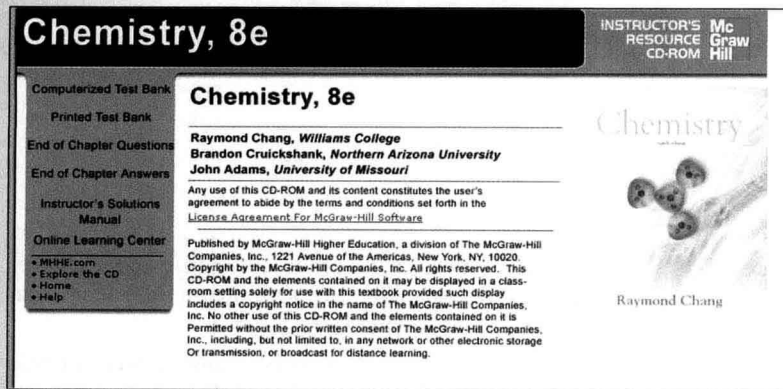 Chemistry, 8e
INSTRUCTOR'S
RESOURCE
CD-ROM
Mc
Graw
Hill
Computerized Test Bank
Printed Test Bank
End of Chapter Questions
End of Chapter Answers
Instructor's Solutions
Manual
Online Learning Center
• MHHE.com
• Explore the CD
• Home
• Help
Chemistry, 8e
Raymond Chang, Williams College
Brandon Cruickshank, Northern Arizona University
John Adams, University of Missouri
Any use of this CD-ROM and its content constitutes the user's
agreement to abide by the terms and conditions set forth in the
License Agreement For McGraw-Hill Software
Published by McGraw-Hill Higher Education, a division of The McGraw-Hill
Companies, Inc., 1221 Avenue of the Americas, New York, NY, 10020.
Copyright by the McGraw-Hill Companies, Inc. All rights reserved. This
CD-ROM and the elements contained on it may be displayed in a class-
room setting solely for use with this textbook provided such display
includes a copyright notice in the name of The McGraw-Hill Companies,
Inc. No other use of this CD-ROM and the elements contained on it is
Permitted without the prior written consent of The McGraw-Hill Companies,
Inc., including, but not limited to, in any network or other electronic storage
Or transmission, or broadcast for distance learning.
Chemistry
Raymond Chang